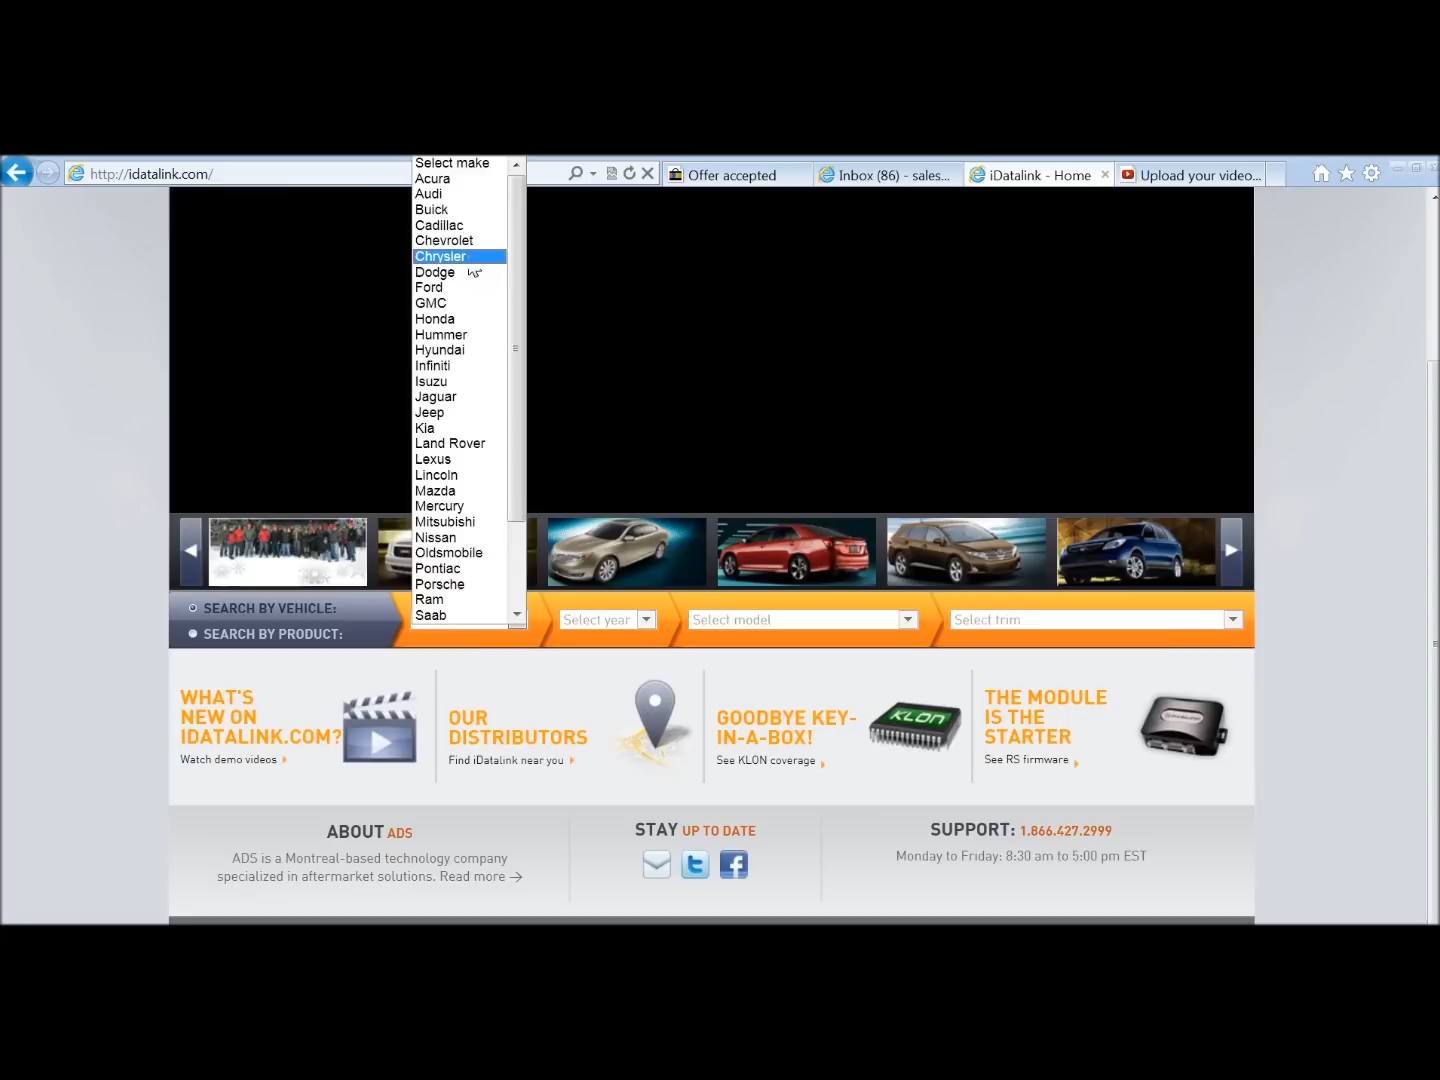 http://idatalink.com/
Offer accepted
Inbox (86) - sales...
iDatalink - Home
Upload your video...
Select make
Acura
Audi
Buick
Cadillac
Chevrolet
Chrysler
Dodge
Ford
GMC
Honda
Hummer
Hyundai
Infiniti
Isuzu
Jaguar
Jeep
Kia
Land Rover
Lexus
Lincoln
Mazda
Mercury
Mitsubishi
Nissan
Oldsmobile
Pontiac
Porsche
Ram
Saab
SEARCH BY VEHICLE:
SEARCH BY PRODUCT:
Select year
Select model
Select trim
WHAT'S
NEW ON
IDATALINK.COM?
Watch demo videos
OUR
DISTRIBUTORS
Find iDatalink near you
GOODBYE KEY-
IN-A-BOX!
See KLON coverage
KLON
THE MODULE
IS THE
STARTER
See RS firmware
ABOUT ADS
ADS is a Montreal-based technology company
specialized in aftermarket solutions. Read more →
STAY UP TO DATE
SUPPORT: 1.866.427.2999
Monday to Friday: 8:30 am to 5:00 pm EST